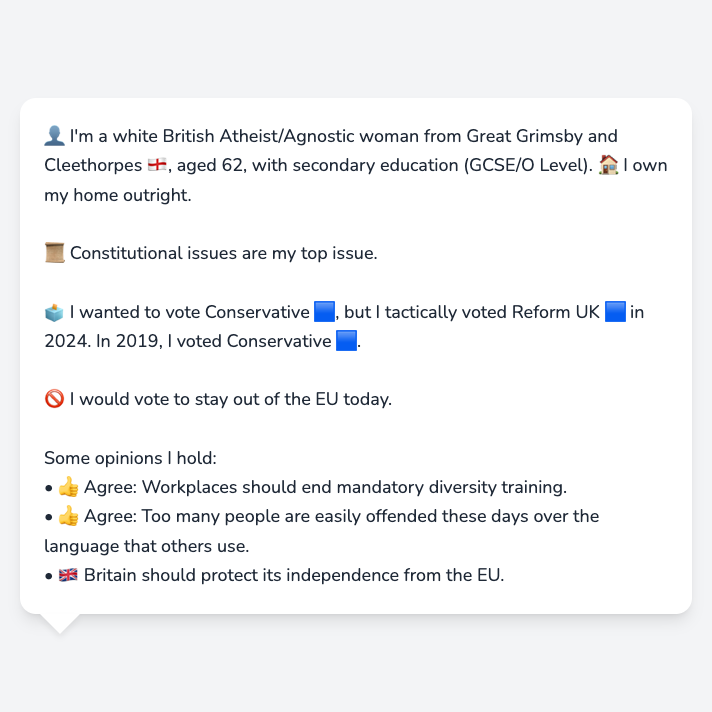 👤 I'm a white British Atheist/Agnostic woman from Great Grimsby and
Cleethorpes 🏴󠁧󠁢󠁥󠁮󠁧󠁿, aged 62, with secondary education (GCSE/O Level). 🏠 I own
my home outright.
📜 Constitutional issues are my top issue.
🗳️ I wanted to vote Conservative 🟦, but I tactically voted Reform UK 🟦 in
2024. In 2019, I voted Conservative 🟦.
🚫 I would vote to stay out of the EU today.
Some opinions I hold:
• 👍 Agree: Workplaces should end mandatory diversity training.
• 👍 Agree: Too many people are easily offended these days over the
language that others use.
• 🇬🇧 Britain should protect its independence from the EU.